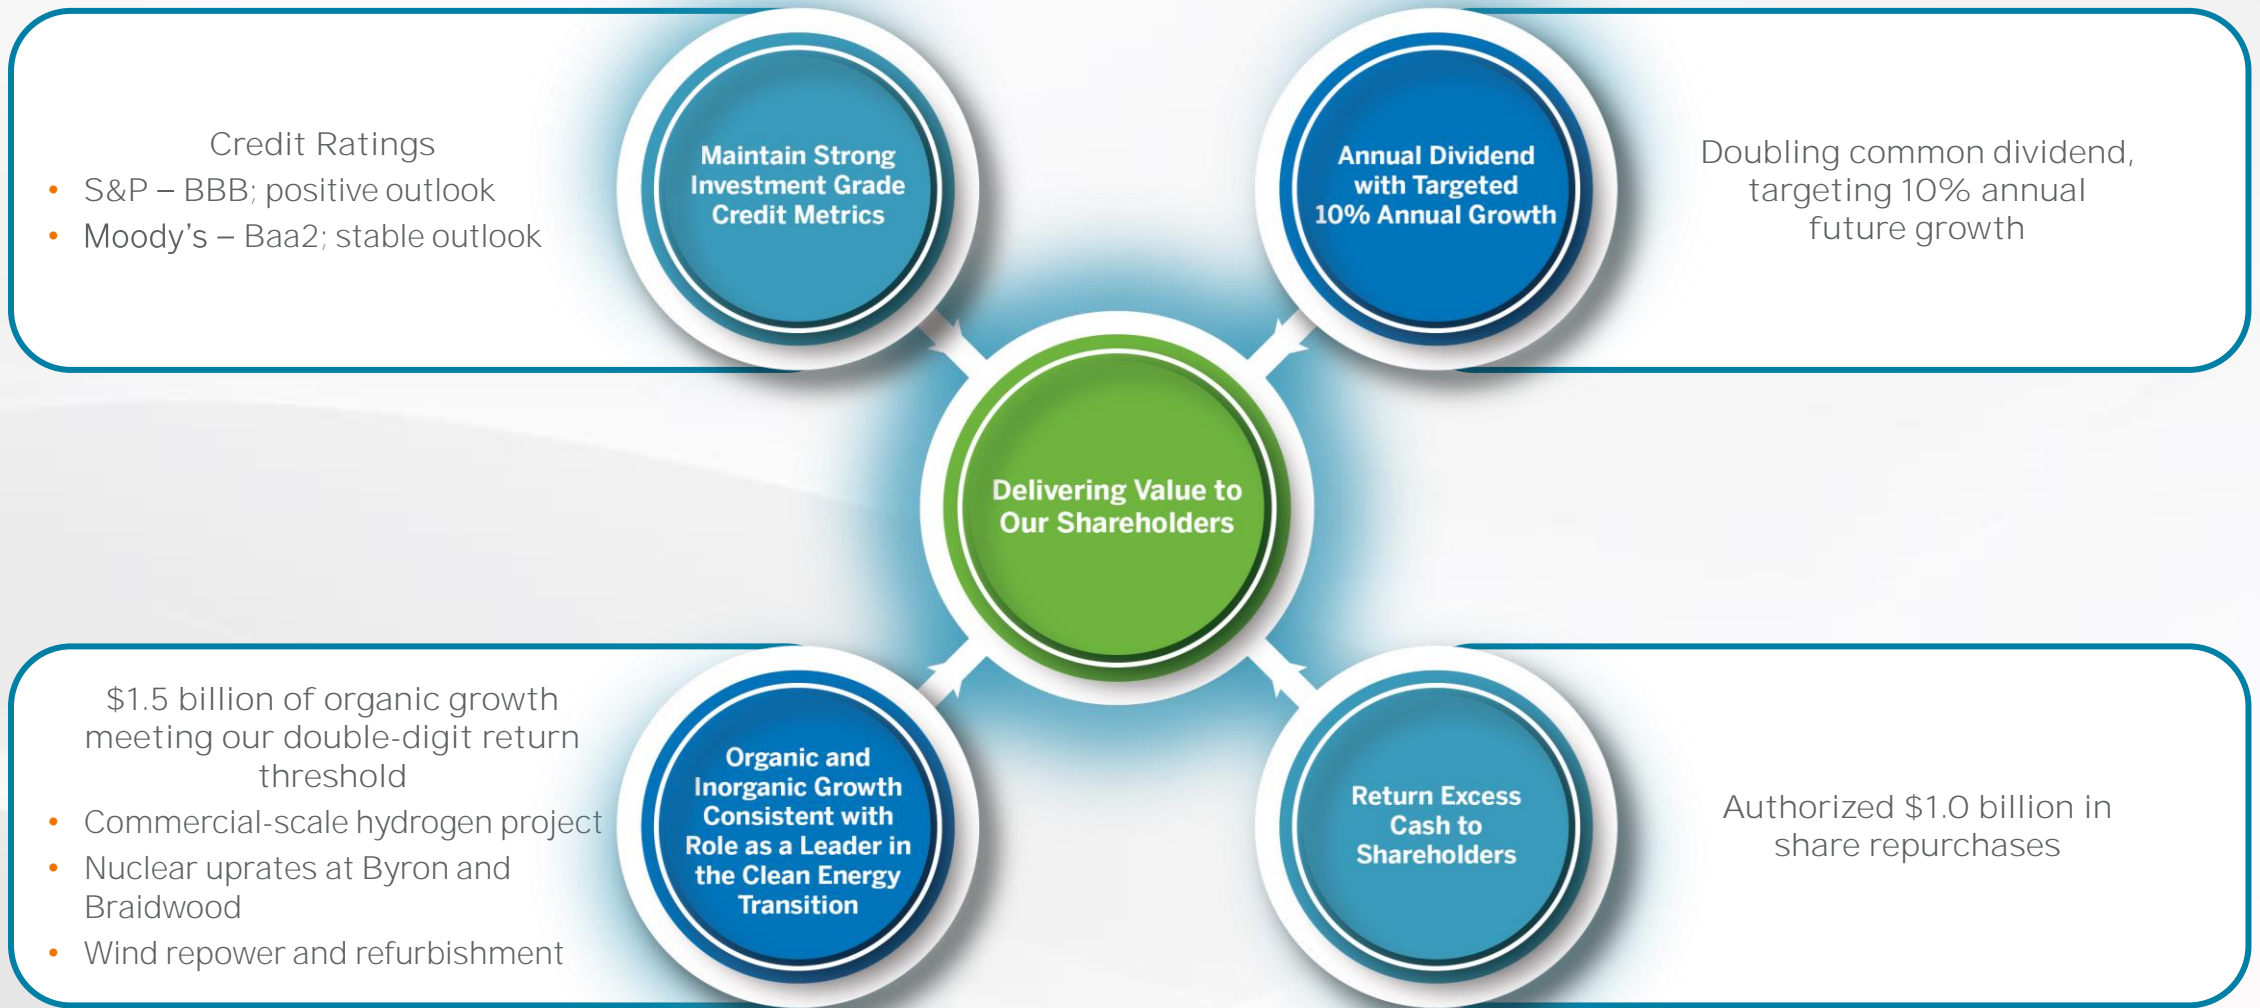 Credit Ratings
• S&P – BBB; positive outlook
• Moody's – Baa2; stable outlook
Maintain Strong
Investment Grade
Credit Metrics
Annual Dividend
with Targeted
10% Annual Growth
Doubling common dividend,
targeting 10% annual
future growth
Delivering Value to
Our Shareholders
$1.5 billion of organic growth
meeting our double-digit return
threshold
• Commercial-scale hydrogen project
• Nuclear uprates at Byron and
Braidwood
• Wind repower and refurbishment
Organic and
Inorganic Growth
Consistent with
Role as a Leader in
the Clean Energy
Transition
Return Excess
Cash to
Shareholders
Authorized $1.0 billion in
share repurchases